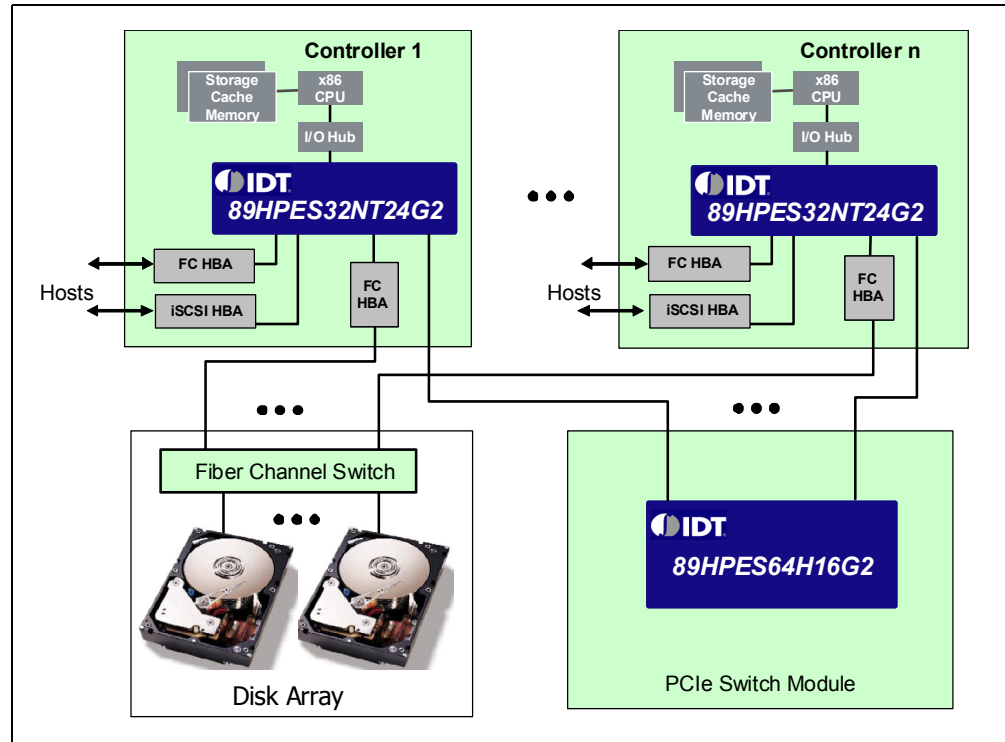 Controller 1
Storage
Cache
Memory
x86
CPU
I/O Hub
IDT
89HPES32NT24G2
FC HBA
Hosts
iSCSI HBA
FC
HBA
Controller n
Storage
Cache
Memory
x86
CPU
I/O Hub
IDT
89HPES32NT24G2
FC HBA
Hosts
iSCSI HBA
FC
HBA
Fiber Channel Switch
Disk Array
IDT
89HPES64H16G2
PCIe Switch Module